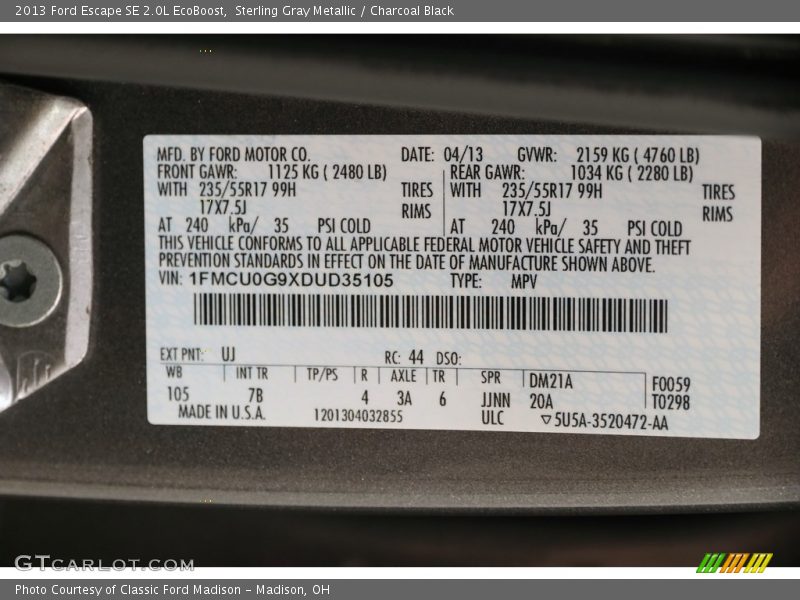 2013 Ford Escape SE 2.0L EcoBoost,  Sterling Gray Metallic / Charcoal Black
MFD. BY FORD MOTOR CO. DATE: 04/13 GVWR: 2159 KG ( 4760 LB)
FRONT GAWR: 1125 KG ( 2480 LB) REAR GAWR: 1034 KG ( 2280 LB)
WITH 235/55R17 99H TIRES WITH 235/55R17 99H TIRES
17X7.5J RIMS 17X7.5J RIMS
AT 240 kPa/ 35 PSI COLD AT 240 kPa/ 35 PSI COLD
THIS VEHICLE CONFORMS TO ALL APPLICABLE FEDERAL MOTOR VEHICLE SAFETY AND THEFT
PREVENTION STANDARDS IN EFFECT ON THE DATE OF MANUFACTURE SHOWN ABOVE.
VIN: 1FMCU0G9XDUD35105 TYPE: MPV
EXT PNT: UJ RC: 44 DSO:
WB INT TR TP/PS R AXLE TR SPR DM21A F0059
105 7B 4 3A 6 JJNN 20A T0298
MADE IN U.S.A. 1201304032855 ULC ▽5U5A-3520472-AA
GTCARLOT.COM
Photo Courtesy of Classic Ford Madison - Madison, OH